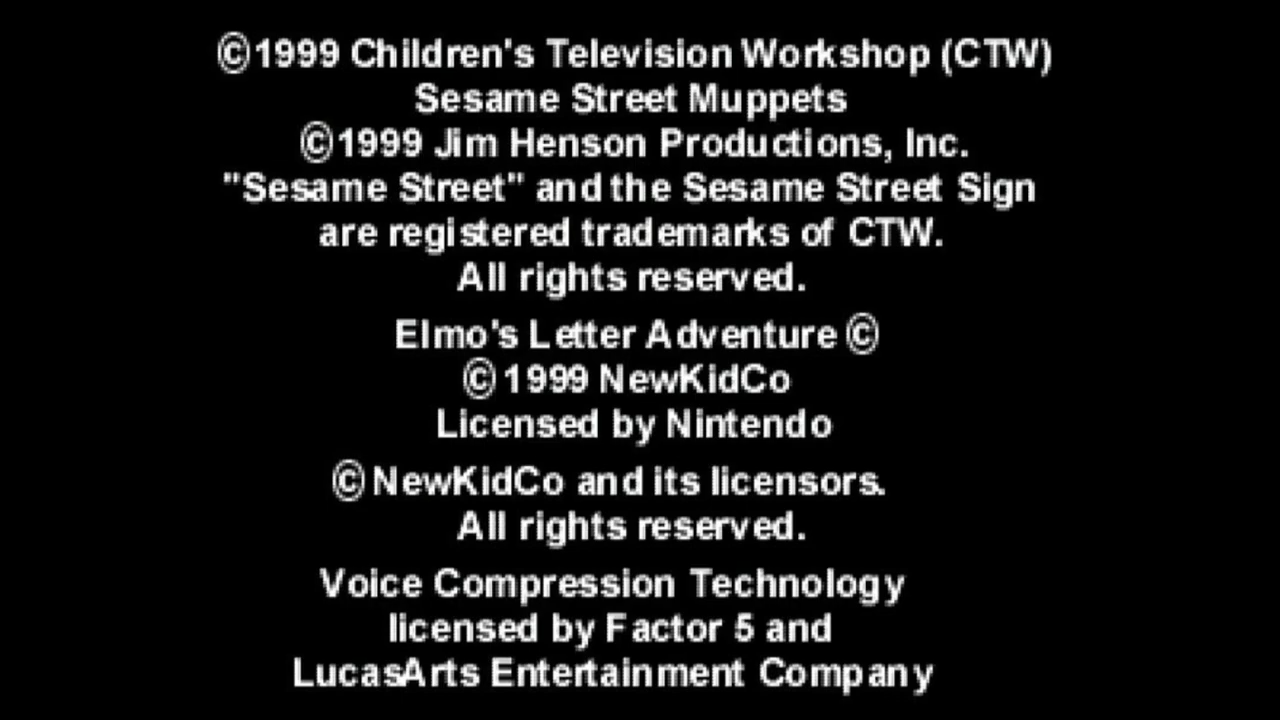 ©1999 Children's Television Workshop (CTW)
Sesame Street Muppets
©1999 Jim Henson Productions, Inc.
"Sesame Street" and the Sesame Street Sign
are registered trademarks of CTW.
All rights reserved.
Elmo's Letter Adventure ©
© 1999 NewKidCo
Licensed by Nintendo
© NewKidCo and its licensors.
All rights reserved.
Voice Compression Technology
licensed by Factor 5 and
LucasArts Entertainment Company